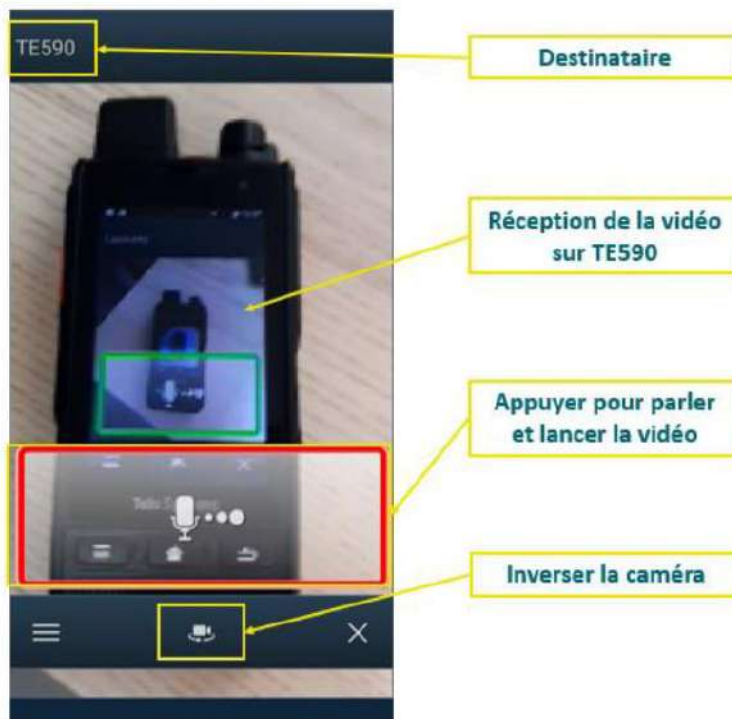 TE590
Destinataire
Réception de la vidéo
sur TE590
Appuyer pour parler
et lancer la vidéo
Inverser la caméra